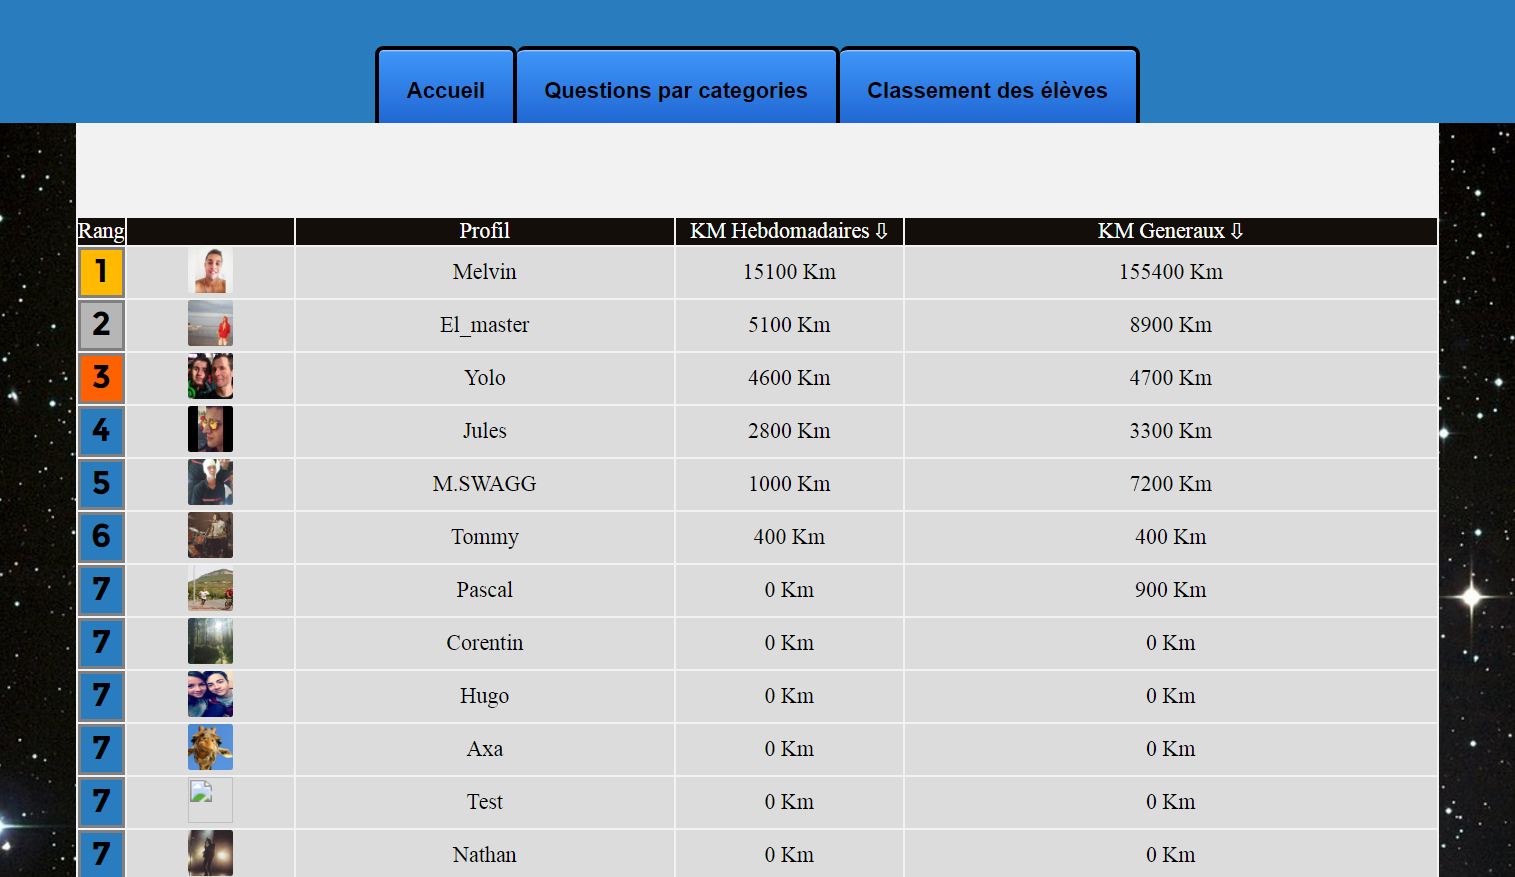 Accueil Questions par categories Classement des élèves
Rang Profil KM Hebdomadaires ⇩ KM Generaux ⇩
1 Melvin 15100 Km 155400 Km
2 El_master 5100 Km 8900 Km
3 Yolo 4600 Km 4700 Km
4 Jules 2800 Km 3300 Km
5 M.SWAGG 1000 Km 7200 Km
6 Tommy 400 Km 400 Km
7 Pascal 0 Km 900 Km
7 Corentin 0 Km 0 Km
7 Hugo 0 Km 0 Km
7 Axa 0 Km 0 Km
7 Test 0 Km 0 Km
7 Nathan 0 Km 0 Km